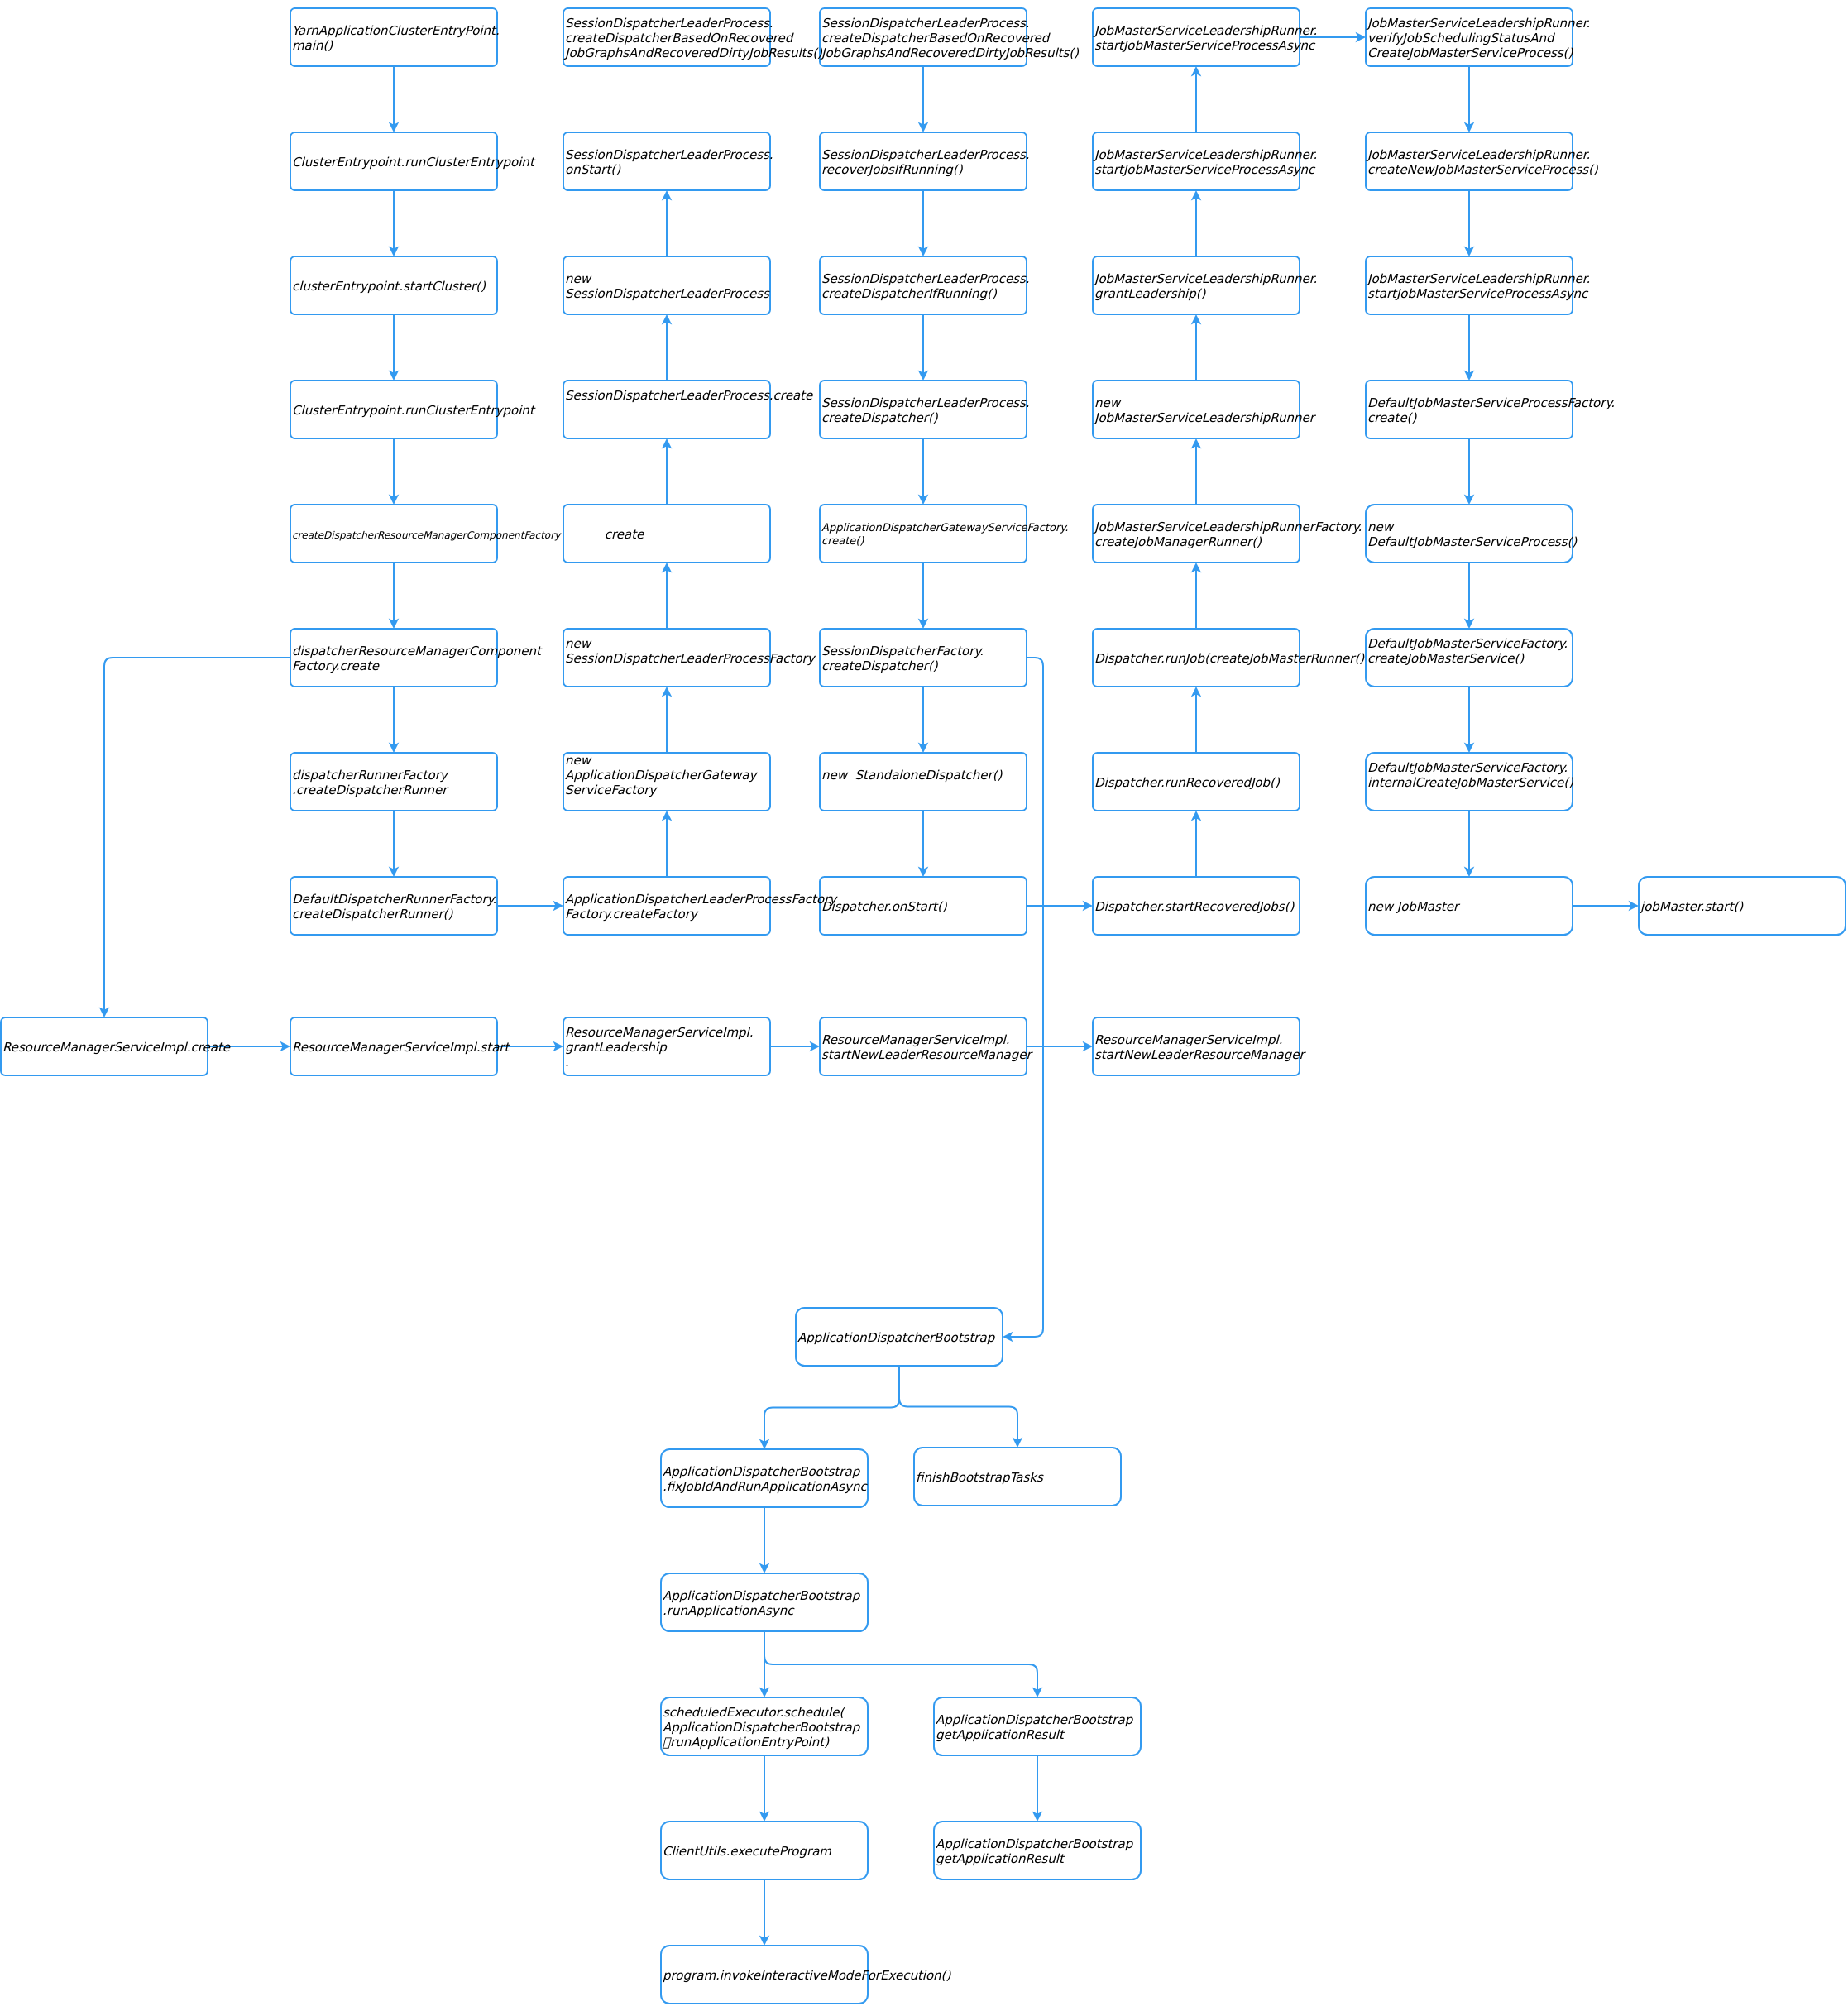 YarnApplicationClusterEntryPoint.
main()
ClusterEntrypoint.runClusterEntrypoint
clusterEntrypoint.startCluster()
ClusterEntrypoint.runClusterEntrypoint
createDispatcherResourceManagerComponentFactory
dispatcherResourceManagerComponent
Factory.create
dispatcherRunnerFactory
.createDispatcherRunner
DefaultDispatcherRunnerFactory.
createDispatcherRunner()
SessionDispatcherLeaderProcess.
createDispatcherBasedOnRecovered
JobGraphsAndRecoveredDirtyJobResults()
SessionDispatcherLeaderProcess.
onStart()
new
SessionDispatcherLeaderProcess
SessionDispatcherLeaderProcess.create
create
new
SessionDispatcherLeaderProcessFactory
new
ApplicationDispatcherGateway
ServiceFactory
ApplicationDispatcherLeaderProcessFactory
Factory.createFactory
SessionDispatcherLeaderProcess.
createDispatcherBasedOnRecovered
JobGraphsAndRecoveredDirtyJobResults()
SessionDispatcherLeaderProcess.
recoverJobsIfRunning()
SessionDispatcherLeaderProcess.
createDispatcherIfRunning()
SessionDispatcherLeaderProcess.
createDispatcher()
ApplicationDispatcherGatewayServiceFactory.
create()
SessionDispatcherFactory.
createDispatcher()
new  StandaloneDispatcher()
Dispatcher.onStart()
JobMasterServiceLeadershipRunner.
startJobMasterServiceProcessAsync
JobMasterServiceLeadershipRunner.
startJobMasterServiceProcessAsync
JobMasterServiceLeadershipRunner.
grantLeadership()
new
JobMasterServiceLeadershipRunner
JobMasterServiceLeadershipRunnerFactory.
createJobManagerRunner()
Dispatcher.runJob(createJobMasterRunner())
Dispatcher.runRecoveredJob()
Dispatcher.startRecoveredJobs()
JobMasterServiceLeadershipRunner.
verifyJobSchedulingStatusAnd
CreateJobMasterServiceProcess()
JobMasterServiceLeadershipRunner.
createNewJobMasterServiceProcess()
JobMasterServiceLeadershipRunner.
startJobMasterServiceProcessAsync
DefaultJobMasterServiceProcessFactory.
create()
new
DefaultJobMasterServiceProcess()
DefaultJobMasterServiceFactory.
createJobMasterService()
DefaultJobMasterServiceFactory.
internalCreateJobMasterService()
new JobMaster
jobMaster.start()
ResourceManagerServiceImpl.create
ResourceManagerServiceImpl.start
ResourceManagerServiceImpl.
grantLeadership
.
ResourceManagerServiceImpl.
startNewLeaderResourceManager
ResourceManagerServiceImpl.
startNewLeaderResourceManager
ApplicationDispatcherBootstrap
ApplicationDispatcherBootstrap
.fixJobIdAndRunApplicationAsync
finishBootstrapTasks
ApplicationDispatcherBootstrap
.runApplicationAsync
scheduledExecutor.schedule(
ApplicationDispatcherBootstrap
runApplicationEntryPoint)
ApplicationDispatcherBootstrap
getApplicationResult
ClientUtils.executeProgram
ApplicationDispatcherBootstrap
getApplicationResult
program.invokeInteractiveModeForExecution()